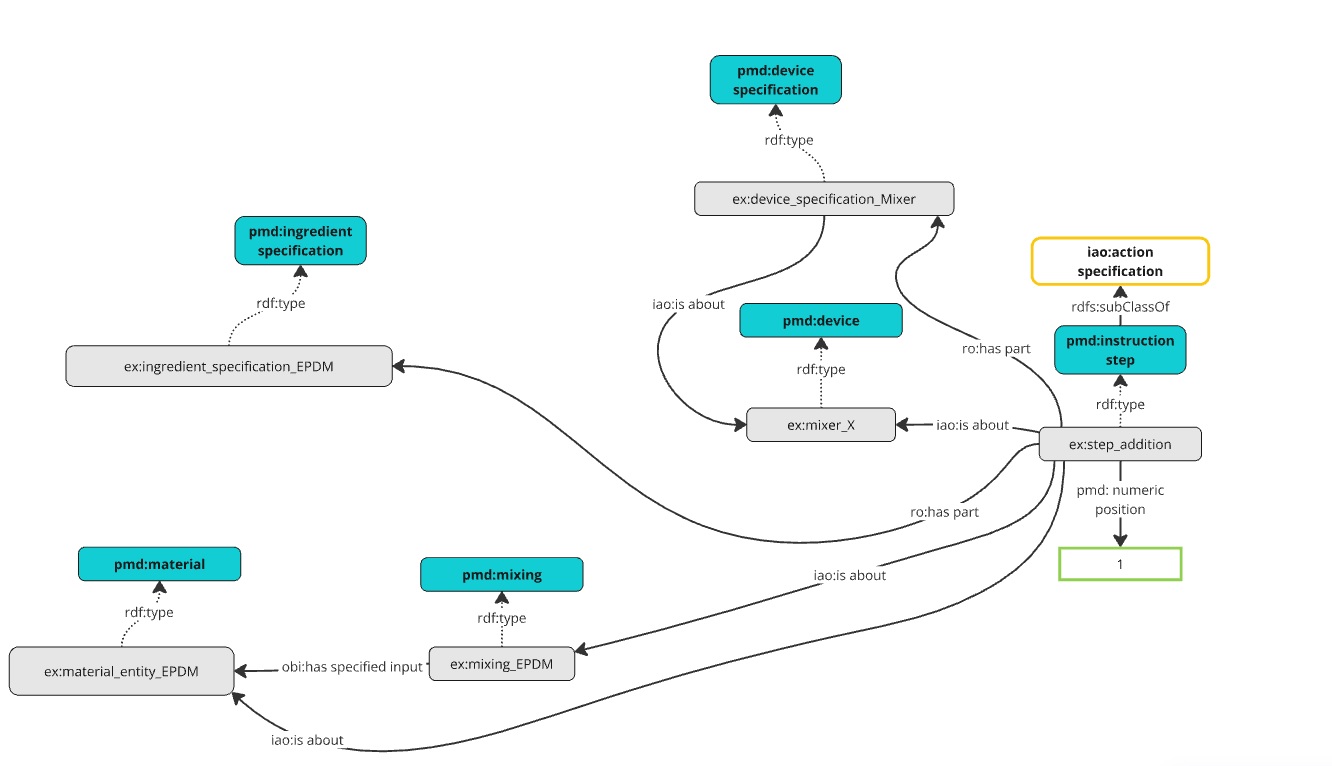 pmd:device
specification
rdf:type
ex:device_specification_Mixer
pmd:ingredient
specification
iao:action
specification
rdf:type
iao:is about
rdfs:subClassOf
pmd:device
pmd:instruction
step
ro:has part
ex:ingredient_specification_EPDM
rdf:type
rdf:type
ex:mixer_X
iao:is about
ex:step_addition
pmd: numeric
position
ro:has part
pmd:material
pmd:mixing
iao:is about
1
rdf:type
rdf:type
ex:material_entity_EPDM
obi:has specified input
ex:mixing_EPDM
iao:is about